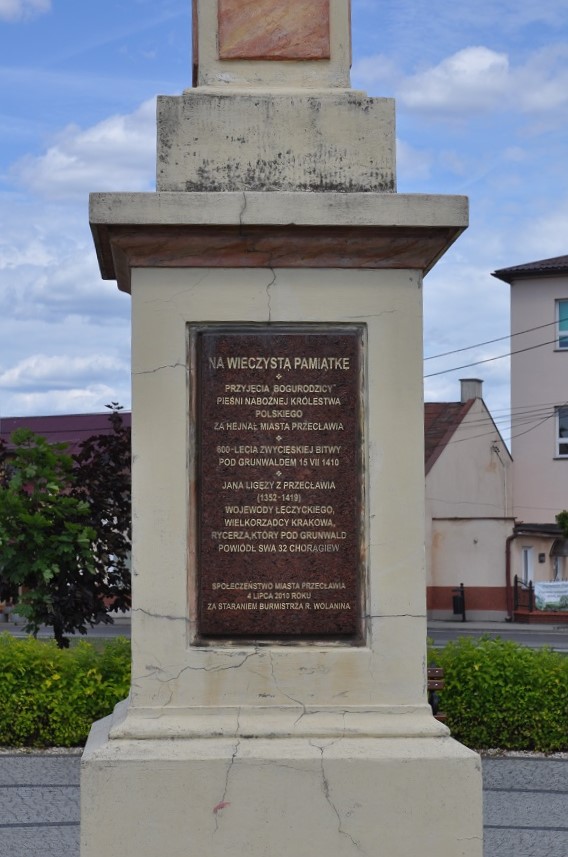 NA WIECZYSTĄ PAMIĄTKĘ
PRZYJĘCIA „BOGURODZICY"
PIEŚNI NABOŻNEJ KRÓLESTWA
POLSKIEGO
ZA HEJNAŁ MIASTA PRZECŁAWIA
600-LECIA ZWYCIĘSKIEJ BITWY
POD GRUNWALDEM 15 VII 1410
JANA LIGĘZY Z PRZECŁAWIA
(1352-1419)
WOJEWODY ŁĘCZYCKIEGO,
WIELKORZĄDCY KRAKOWA,
RYCERZA,KTÓRY POD GRUNWALD
POWIÓDŁ SWĄ 32 CHORĄGIEW
SPOŁECZEŃSTWO MIASTA PRZECŁAWIA
4 LIPCA 2010 ROKU
ZA STARANIEM BURMISTRZA R. WOLANINA